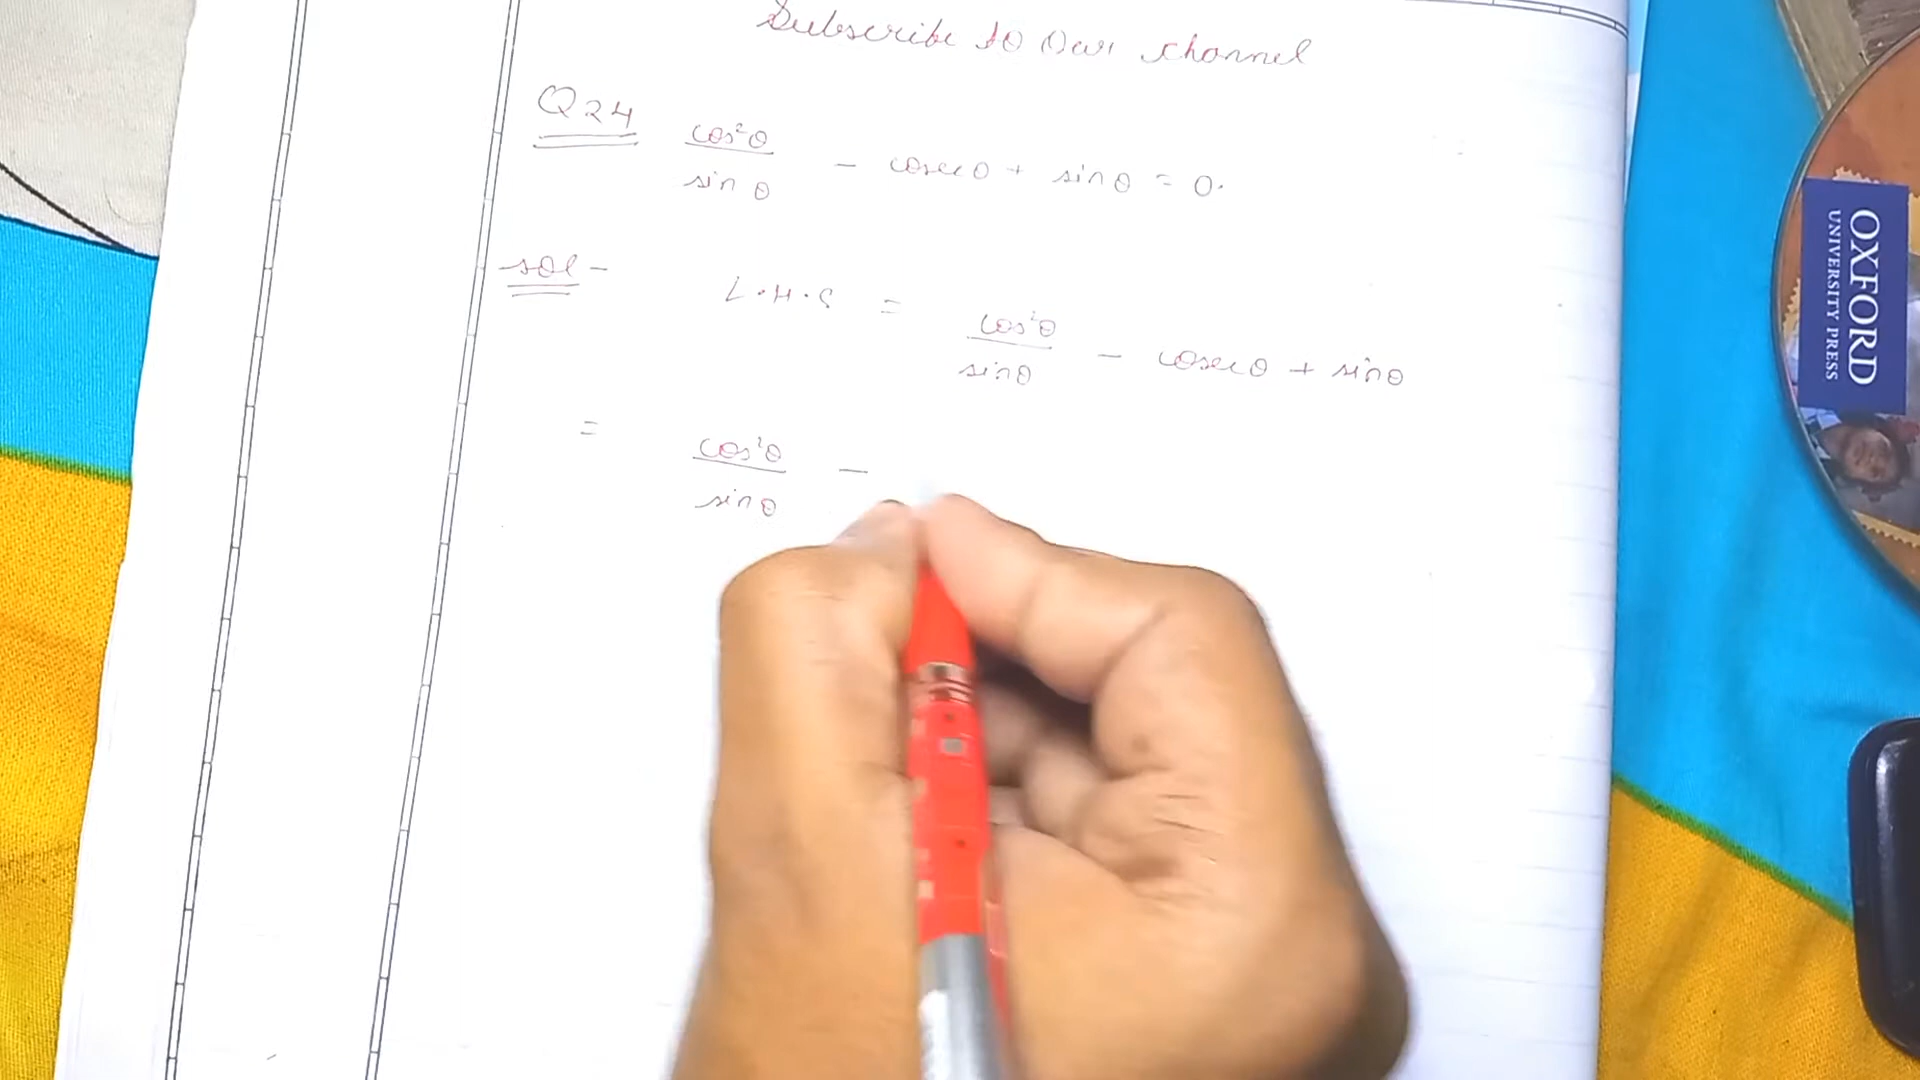 Subscribe to Our channel
Q24 cos²θ/sin θ - cosecθ + sinθ = 0.
sol- L.H.S = cos²θ/sinθ - cosecθ + sinθ
= cos²θ/sinθ -
OXFORD
UNIVERSITY PRESS